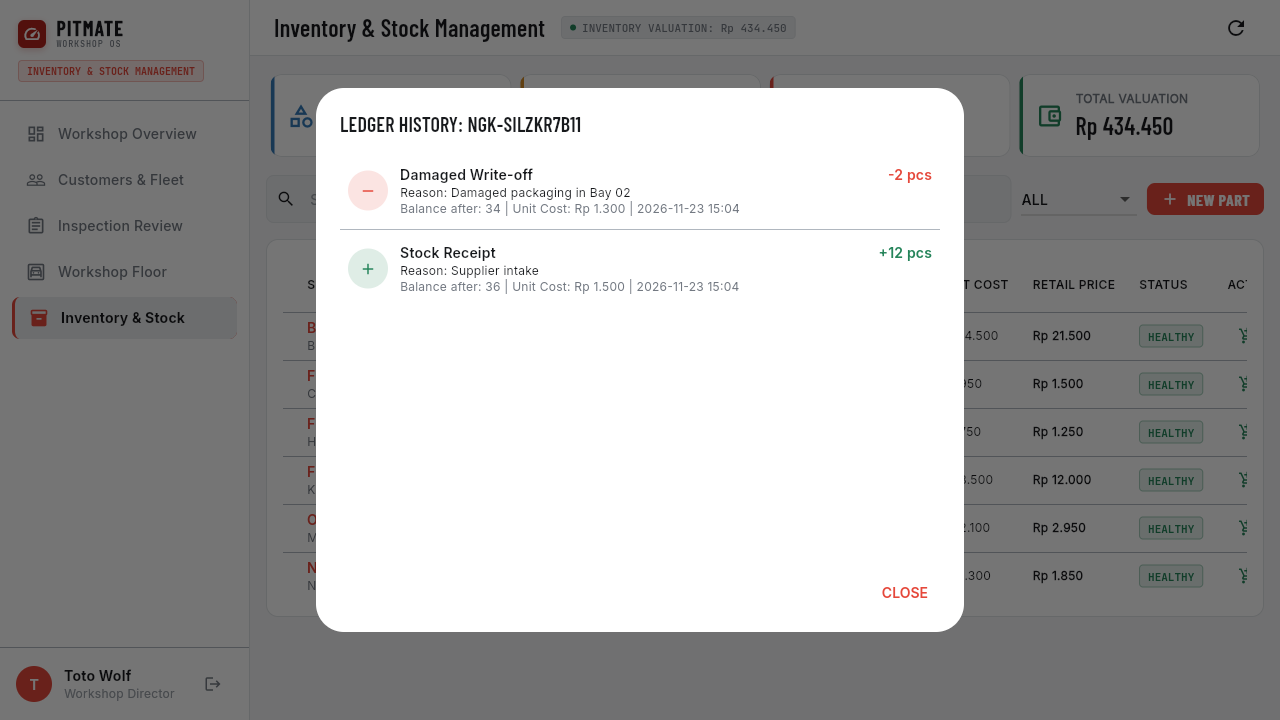 PITMATE
WORKSHOP OS
INVENTORY & STOCK MANAGEMENT
Workshop Overview
Customers & Fleet
Inspection Review
Workshop Floor
Inventory & Stock
T
Toto Wolf
Workshop Director
Inventory & Stock Management
INVENTORY VALUATION: Rp 434.450
TOTAL VALUATION
Rp 434.450
ALL
NEW PART
RETAIL PRICE STATUS
Rp 21.500 HEALTHY
Rp 1.500 HEALTHY
Rp 1.250 HEALTHY
Rp 12.000 HEALTHY
Rp 2.950 HEALTHY
Rp 1.850 HEALTHY
LEDGER HISTORY: NGK-SILZKR7B11
Damaged Write-off -2 pcs
Reason: Damaged packaging in Bay 02
Balance after: 34 | Unit Cost: Rp 1.300 | 2026-11-23 15:04
Stock Receipt +12 pcs
Reason: Supplier intake
Balance after: 36 | Unit Cost: Rp 1.500 | 2026-11-23 15:04
CLOSE